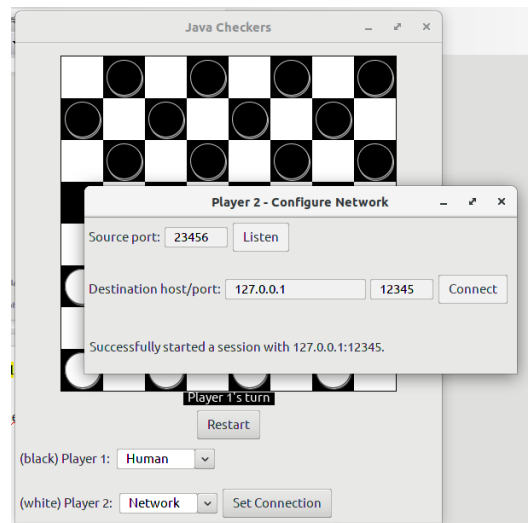 Java Checkers
Player 2 - Configure Network
Source port: 23456 Listen
Destination host/port: 127.0.0.1 12345 Connect
Successfully started a session with 127.0.0.1:12345.
Player 1's turn
Restart
(black) Player 1: Human
(white) Player 2: Network Set Connection